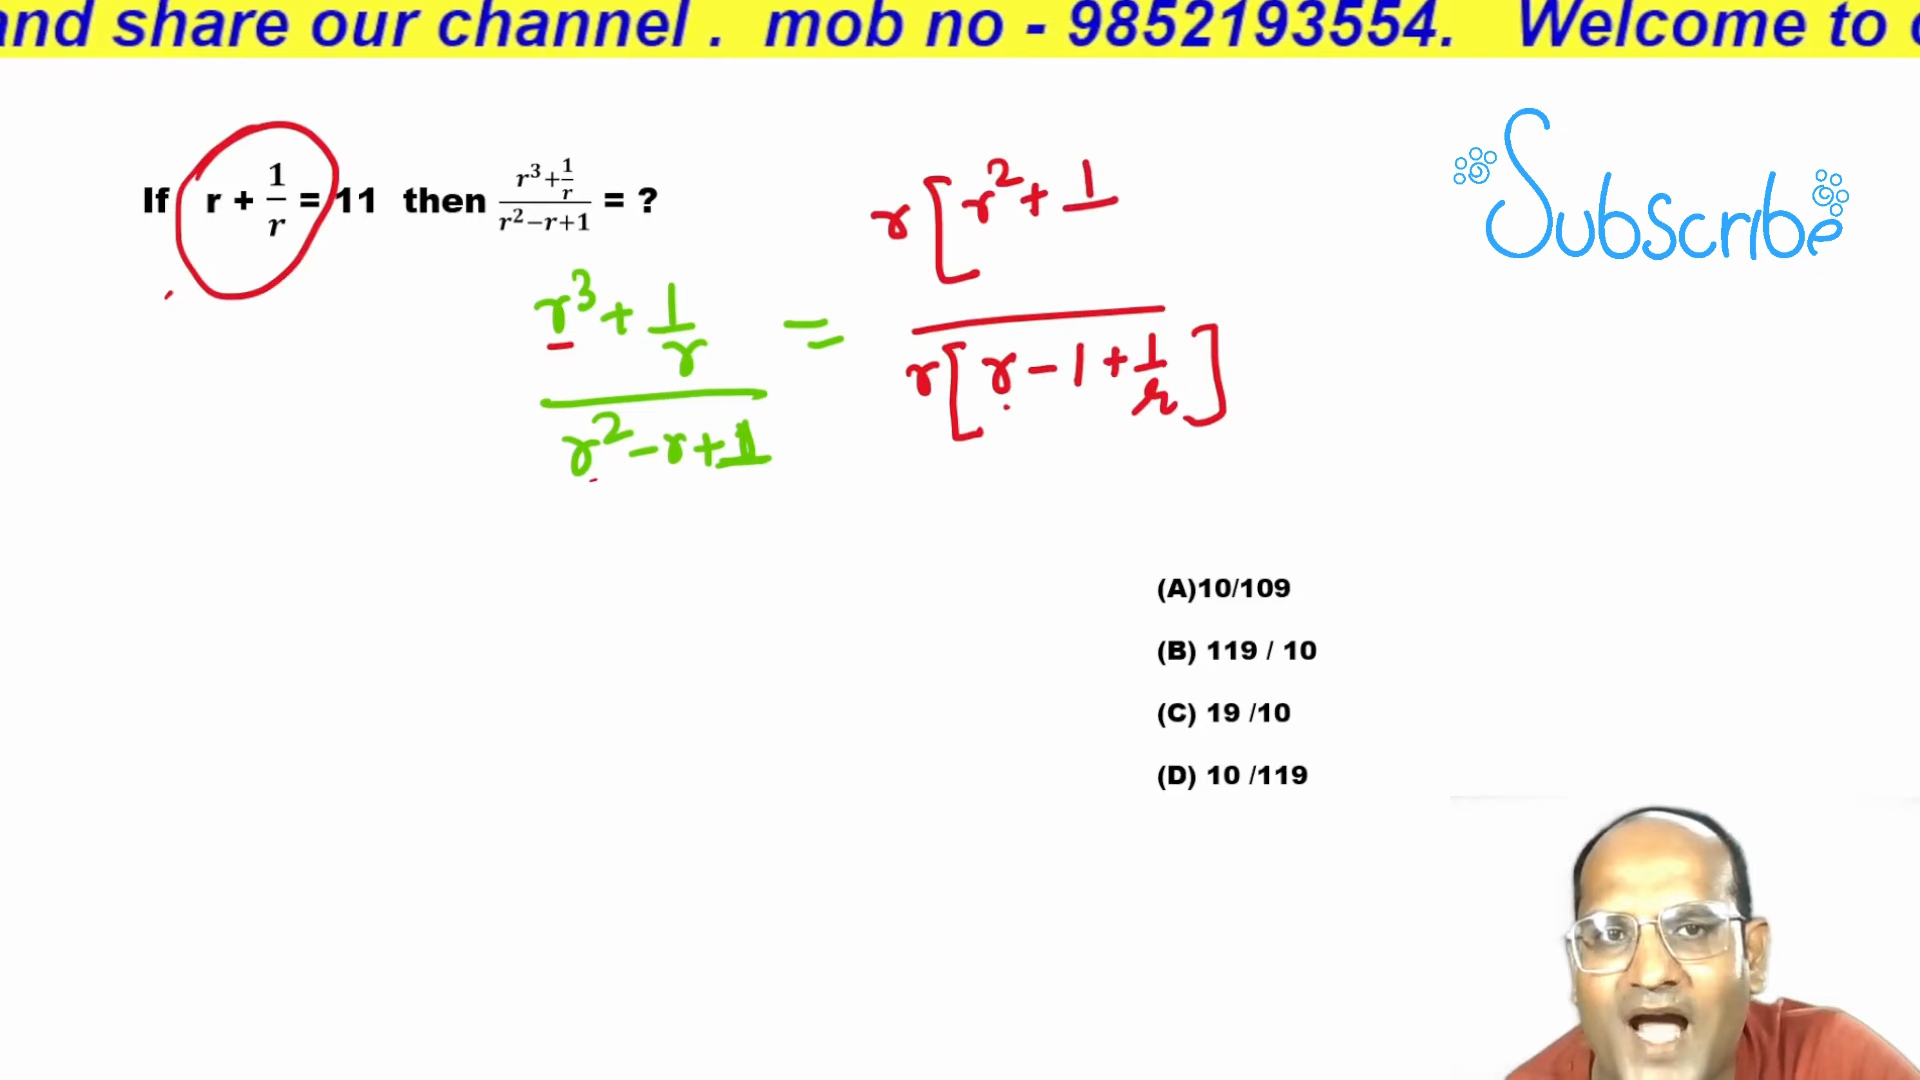 and share our channel . mob no - 9852193554. Welcome to
Subscribe
If r + 1/r = 11 then (r³+1/r)/(r²−r+1) = ?
(r³ + 1/r)/(r² - r + 1) = r[r² + 1/ / r[r - 1 + 1/r]
(A)10/109
(B) 119 / 10
(C) 19 /10
(D) 10 /119